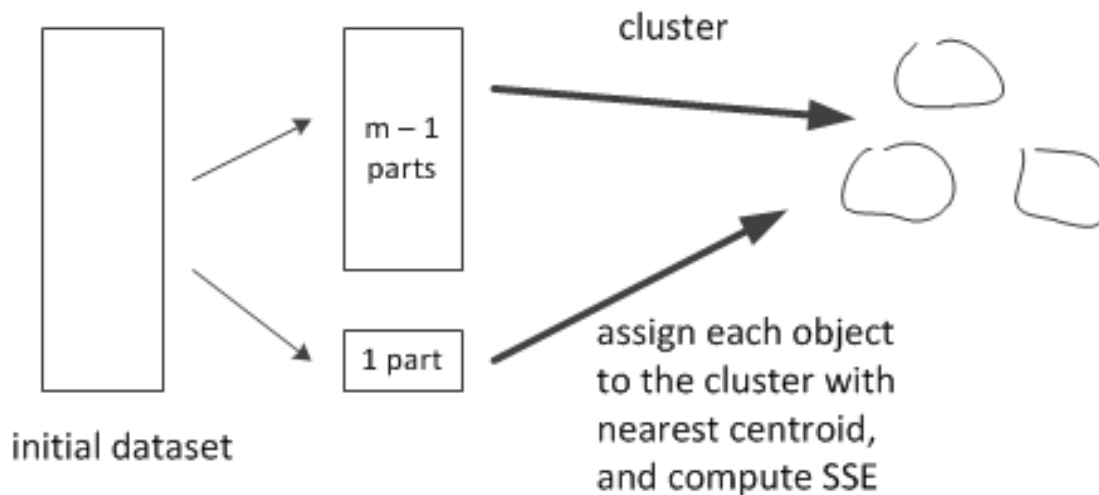 cluster
m – 1
parts
1 part
initial dataset
assign each object
to the cluster with
nearest centroid,
and compute SSE